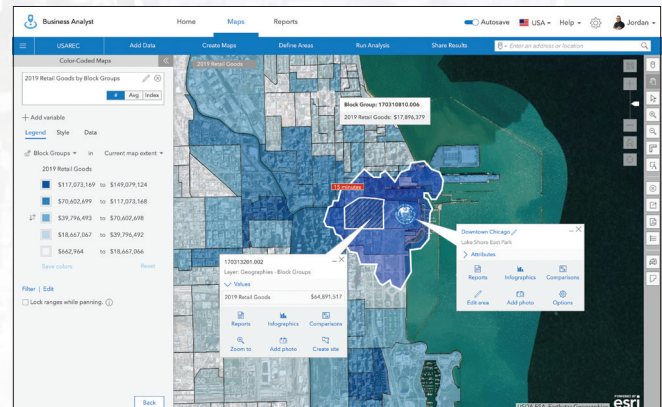 Business Analyst
Home Maps Reports
Autosave USA Help Jordan
USAREC Add Data Create Maps Define Areas Run Analysis Share Results Enter an address or location
Color-Coded Maps
2019 Retail Goods by Block Groups
# Avg Index
+ Add variable
Legend Style Data
Block Groups in Current map extent
2019 Retail Goods
$117,073,169 to $149,079,124
$70,602,699 to $117,073,168
$39,796,493 to $70,602,698
$18,667,067 to $39,796,492
$662,964 to $18,667,066
Save colors Reset
Filter | Edit
Lock ranges while panning.
Back
2019 Retail Goods
Block Group: 170310810.006
2019 Retail Goods: $17,896,379
13 minutes
170313201.002
Layer: Geographies - Block Groups
Values
2019 Retail Goods $64,891,517
Reports Infographics Comparisons
Zoom to Add photo Create site
Downtown Chicago
Lake Shore East Park
Attributes
Reports Infographics Comparisons
Edit area Add photo Options
POWERED BY
esri